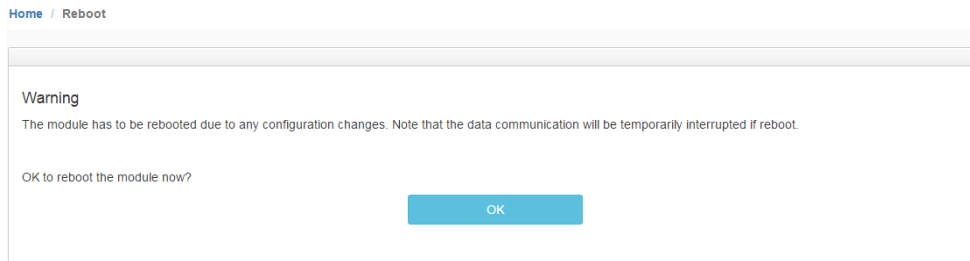 Home / Reboot
Warning
The module has to be rebooted due to any configuration changes. Note that the data communication will be temporarily interrupted if reboot.
OK to reboot the module now?
OK